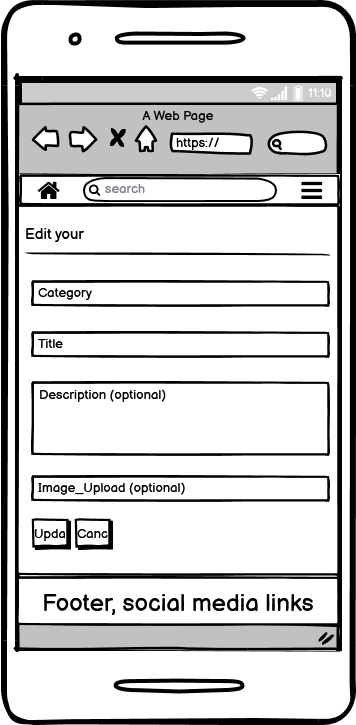 11:10
A Web Page
https://
search
Edit your
Category
Title
Description (optional)
Image_Upload (optional)
Upda Canc
Footer, social media links